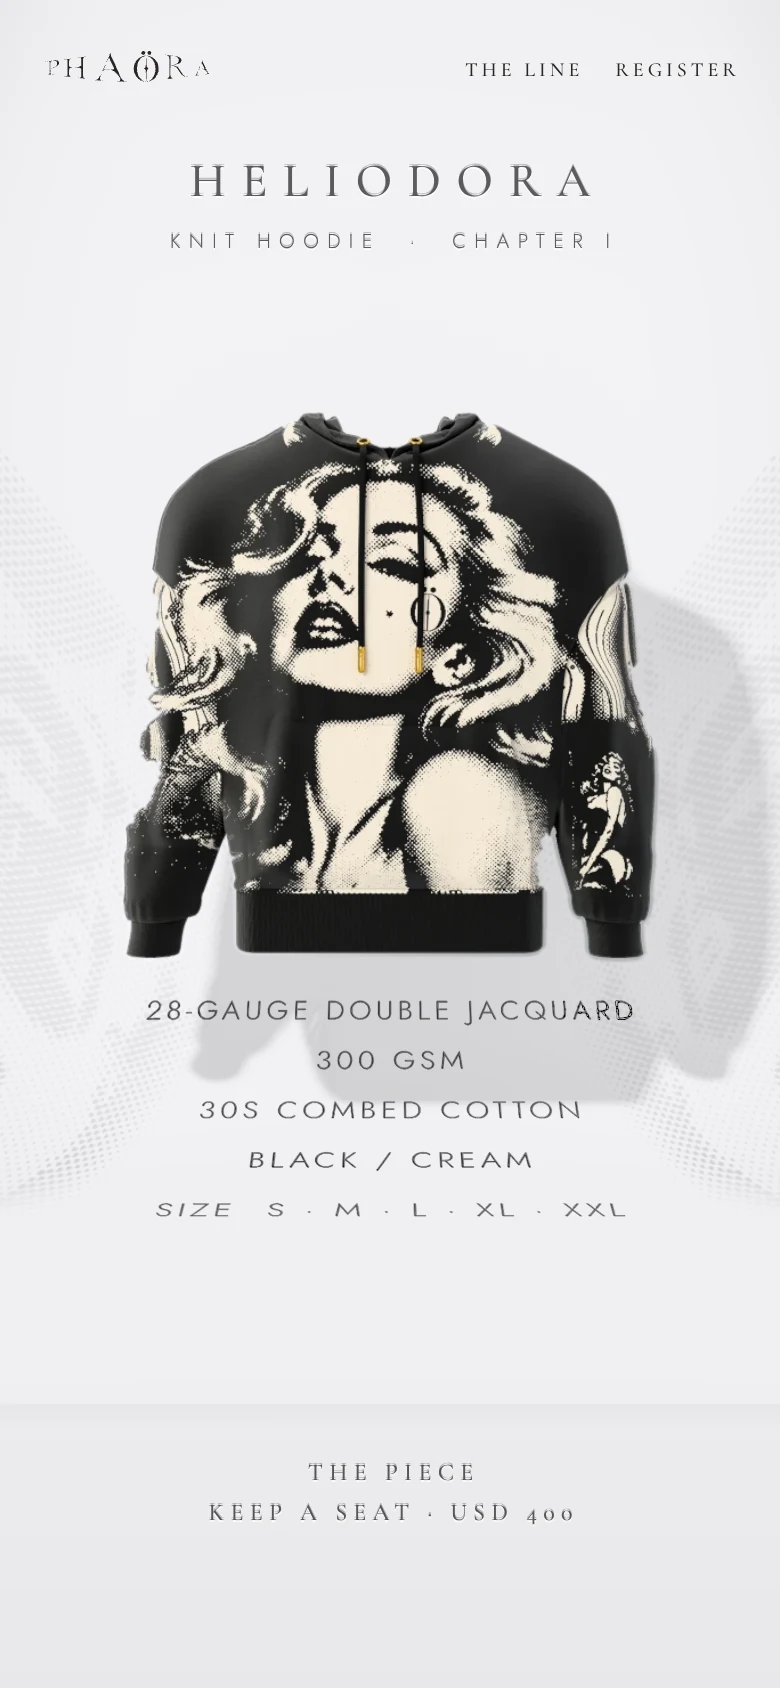 PHAÖRA
THE LINE REGISTER
HELIODORA
KNIT HOODIE · CHAPTER I
Ö
28-GAUGE DOUBLE JACQUARD
300 GSM
30S COMBED COTTON
BLACK / CREAM
SIZE S · M · L · XL · XXL
THE PIECE
KEEP A SEAT · USD 400